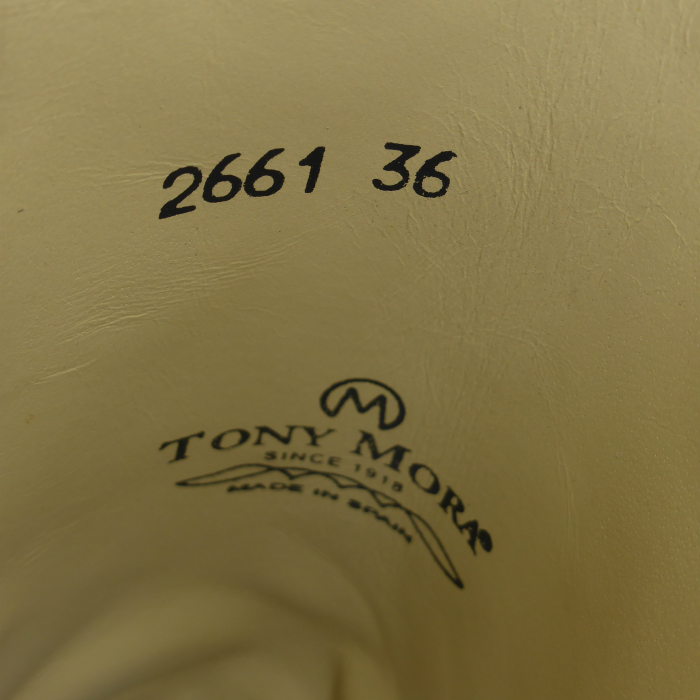 2661 36
M
TONY MORA®
SINCE 1918
MADE IN SPAIN